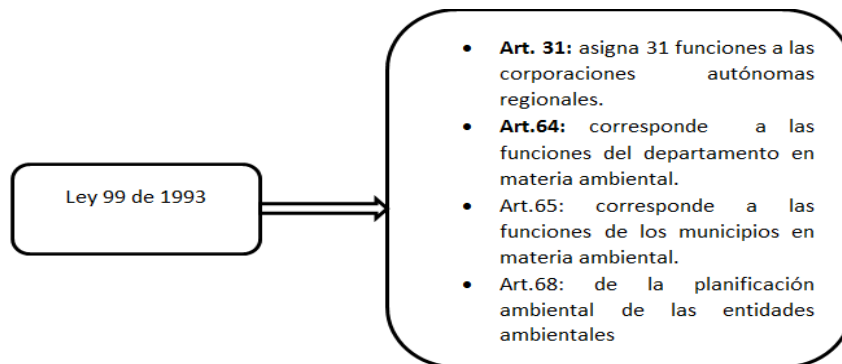 Ley 99 de 1993
• Art. 31: asigna 31 funciones a las
corporaciones autónomas
regionales.
• Art.64: corresponde a las
funciones del departamento en
materia ambiental.
• Art.65: corresponde a las
funciones de los municipios en
materia ambiental.
• Art.68: de la planificación
ambiental de las entidades
ambientales